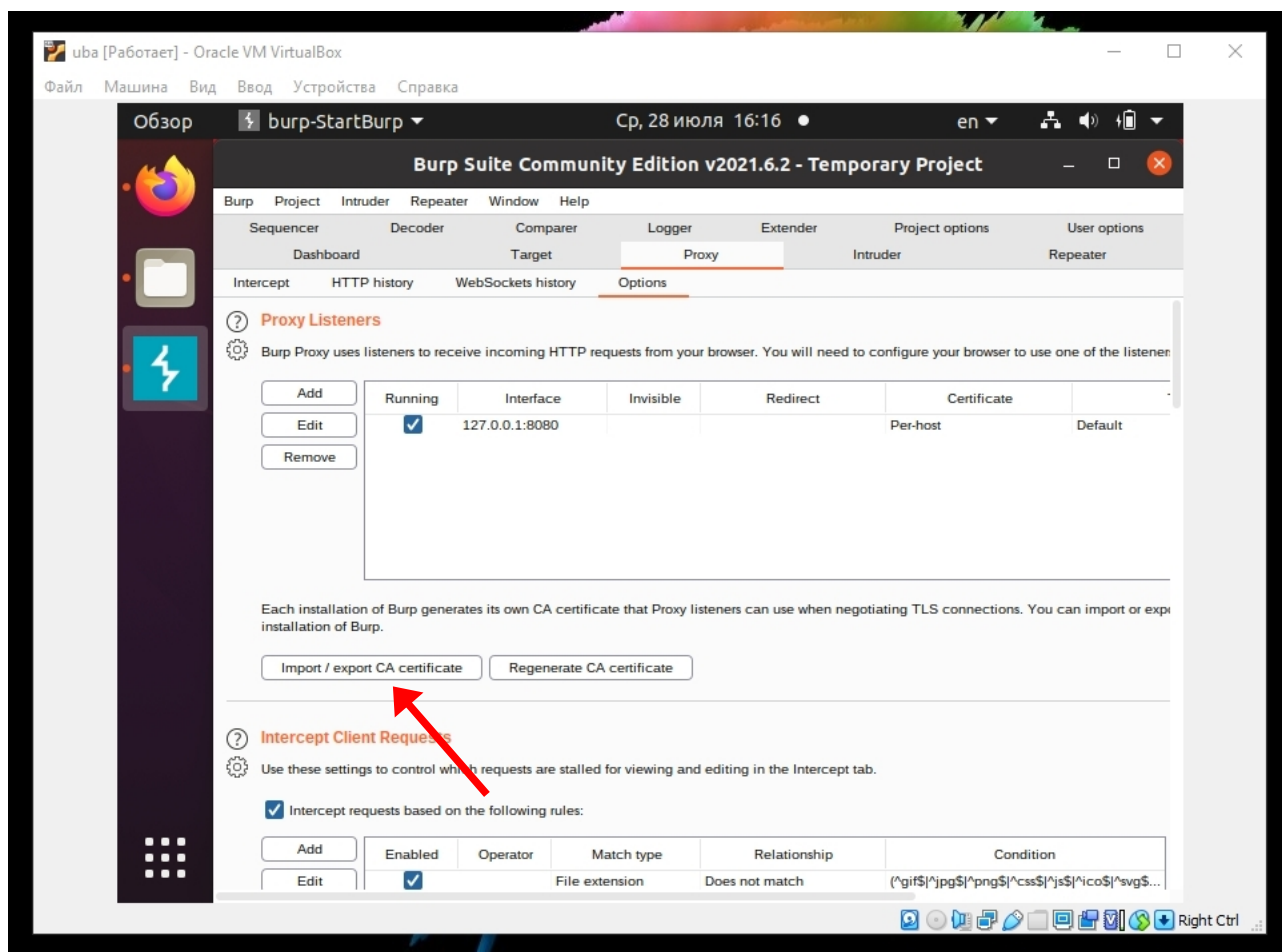 uba [Работает] - Oracle VM VirtualBox
Файл Машина Вид Ввод Устройства Справка
Обзор burp-StartBurp Ср, 28 июля 16:16 en
Burp Suite Community Edition v2021.6.2 - Temporary Project
Burp Project Intruder Repeater Window Help
Sequencer Decoder Comparer Logger Extender Project options User options
Dashboard Target Proxy Intruder Repeater
Intercept HTTP history WebSockets history Options
Proxy Listeners
Burp Proxy uses listeners to receive incoming HTTP requests from your browser. You will need to configure your browser to use one of the listener
Add Running Interface Invisible Redirect Certificate
Edit 127.0.0.1:8080 Per-host Default
Remove
Each installation of Burp generates its own CA certificate that Proxy listeners can use when negotiating TLS connections. You can import or expo
installation of Burp.
Import / export CA certificate Regenerate CA certificate
Intercept Client Requests
Use these settings to control which requests are stalled for viewing and editing in the Intercept tab.
Intercept requests based on the following rules:
Add Enabled Operator Match type Relationship Condition
Edit File extension Does not match (^gif$|^jpg$|^png$|^css$|^js$|^ico$|^svg$...
Right Ctrl